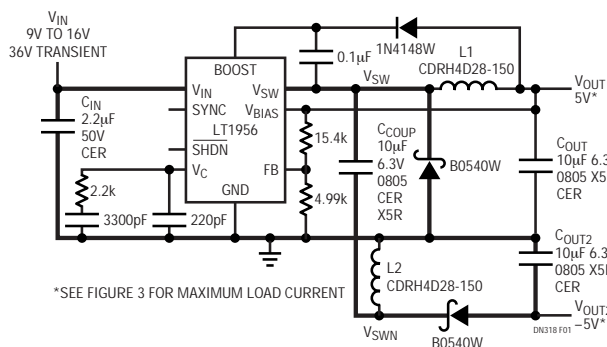 VIN
9V TO 16V
36V TRANSIENT
BOOST
0.1µF
1N4148W
L1
CDRH4D28-150
VOUT
5V*
VIN
VSW
VSW
SYNC
VBIAS
LT1956
SHDN
VC
FB
GND
CIN
2.2µF
50V
CER
15.4k
4.99k
CCOUP
10µF
6.3V
0805
CER
X5R
B0540W
COUT
10µF 6.3
0805 X5R
CER
2.2k
3300pF
220pF
L2
CDRH4D28-150
COUT2
10µF 6.3
0805 X5R
CER
*SEE FIGURE 3 FOR MAXIMUM LOAD CURRENT
VSWN
B0540W
VOUT2
–5V*
DN318 F01